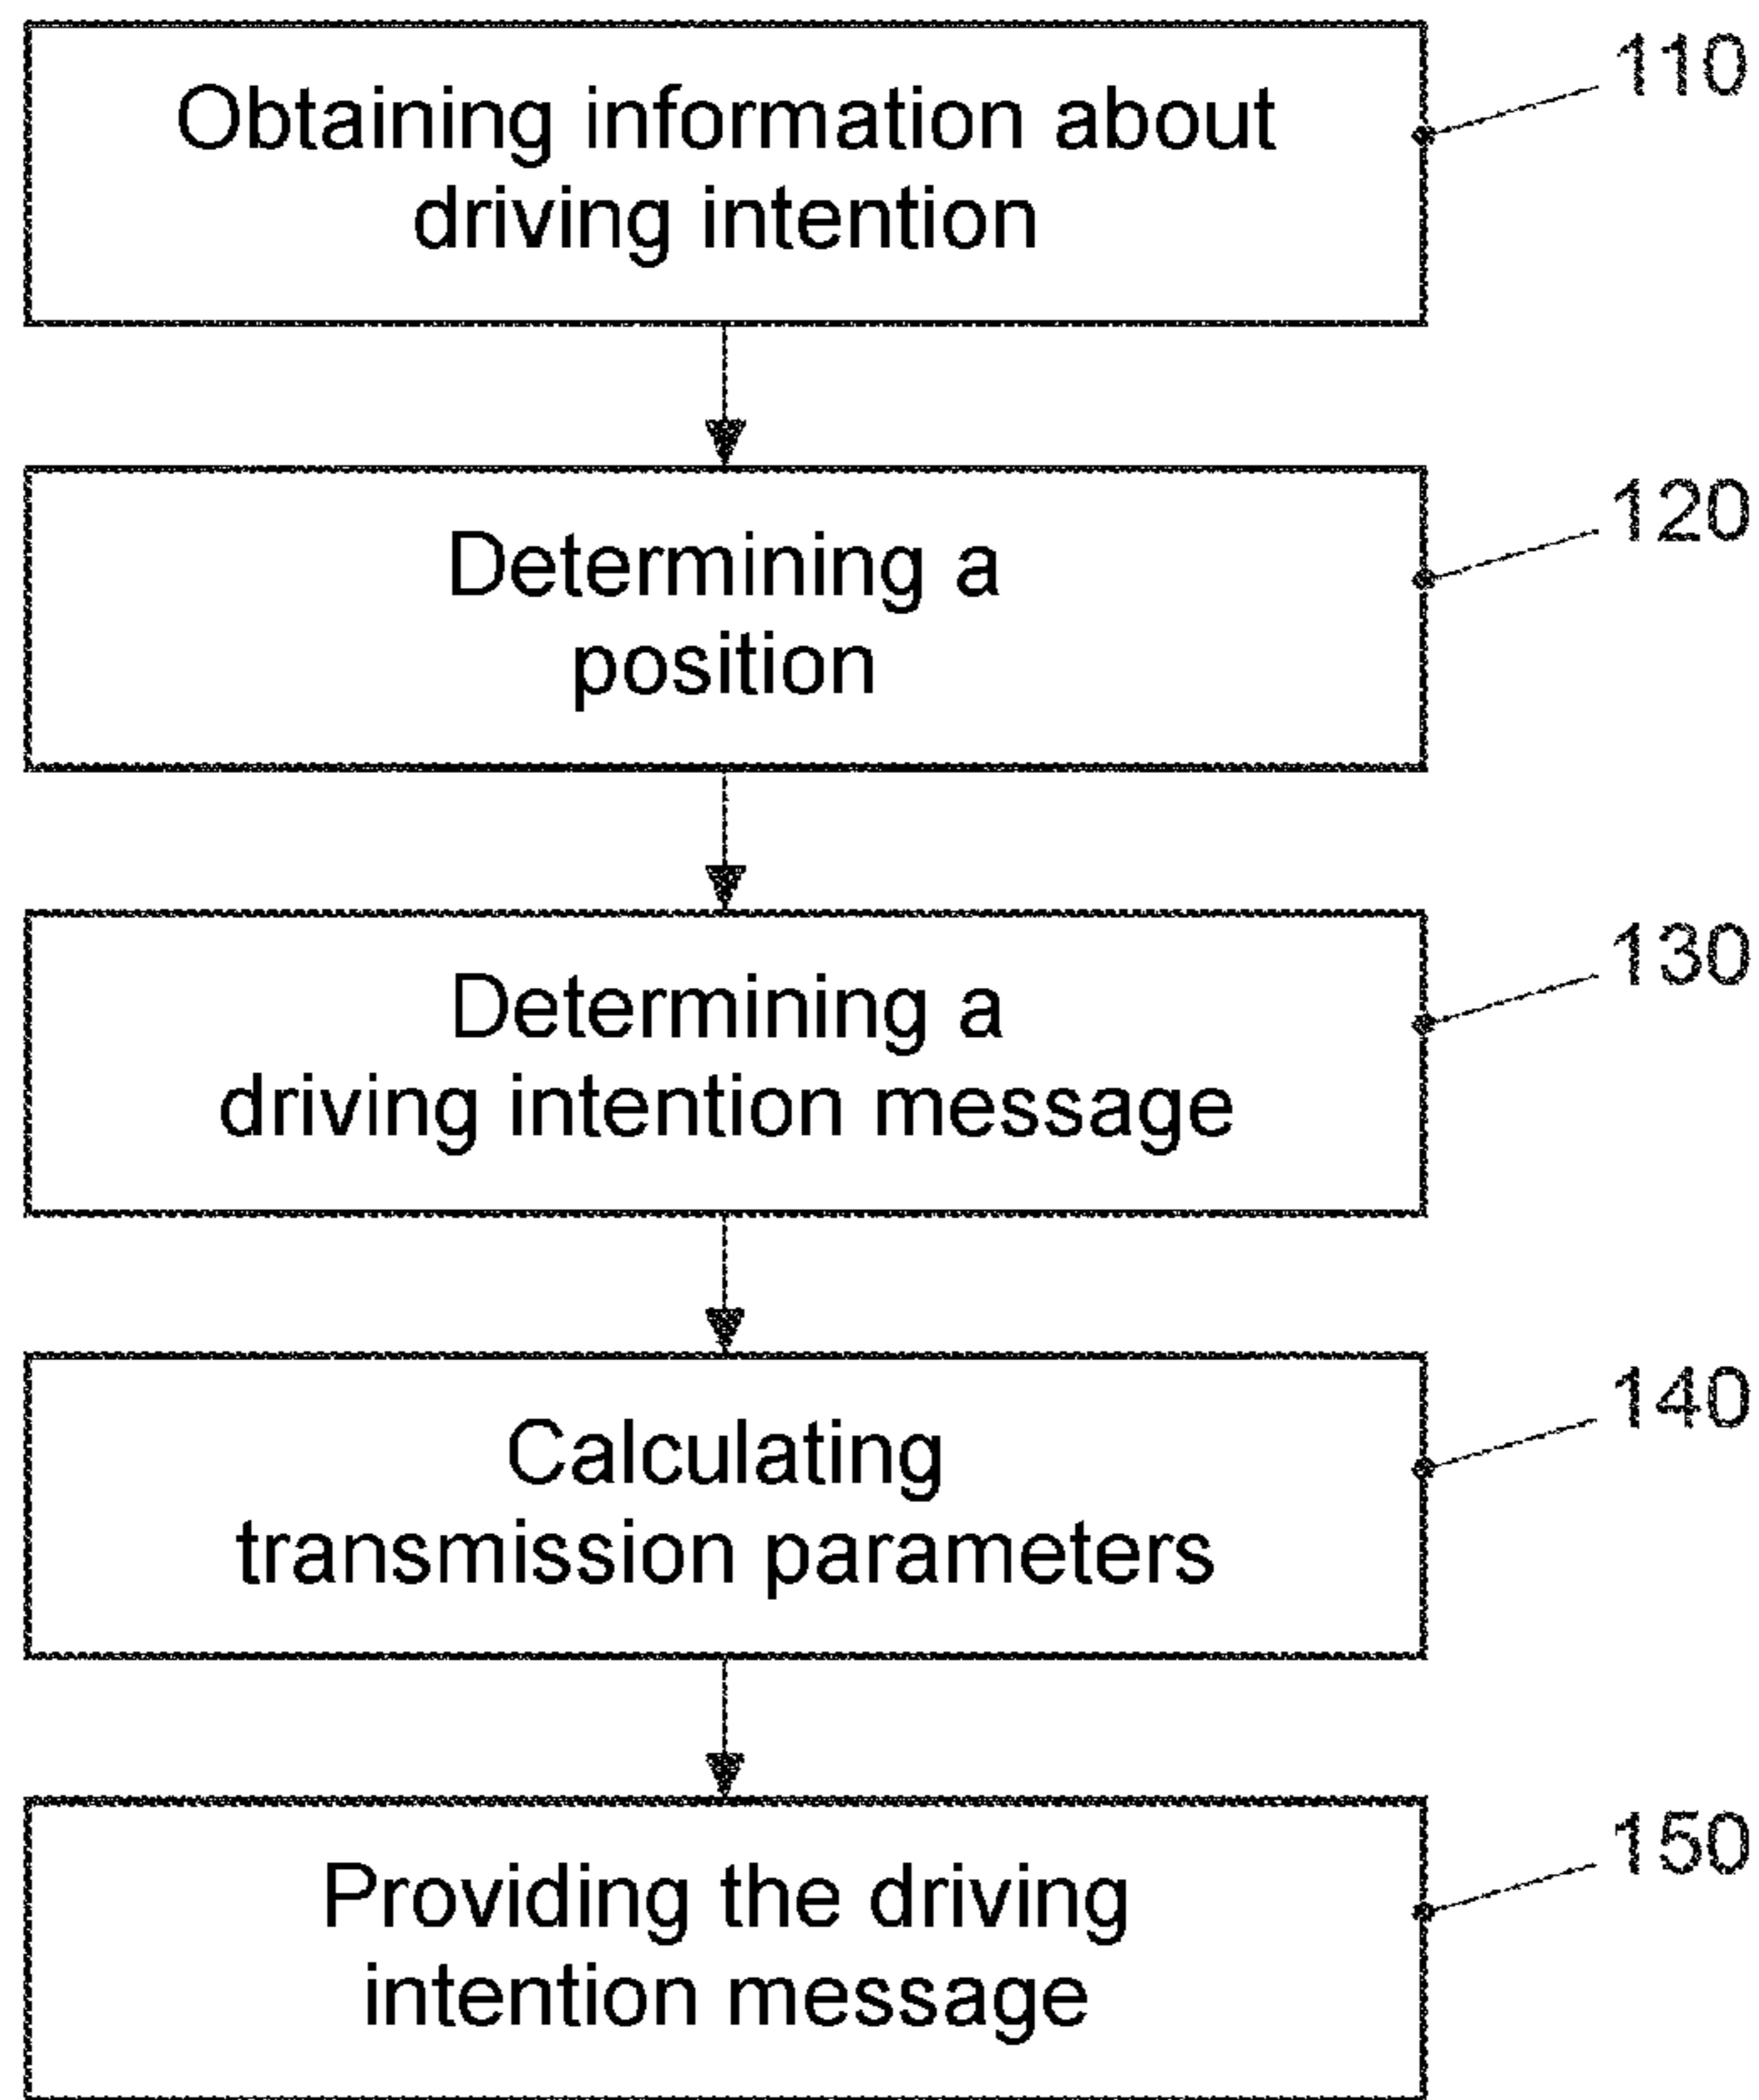 Obtaining information about
driving intention
110
Determining a
position
120
Determining a
driving intention message
130
Calculating
transmission parameters
140
Providing the driving
intention message
150